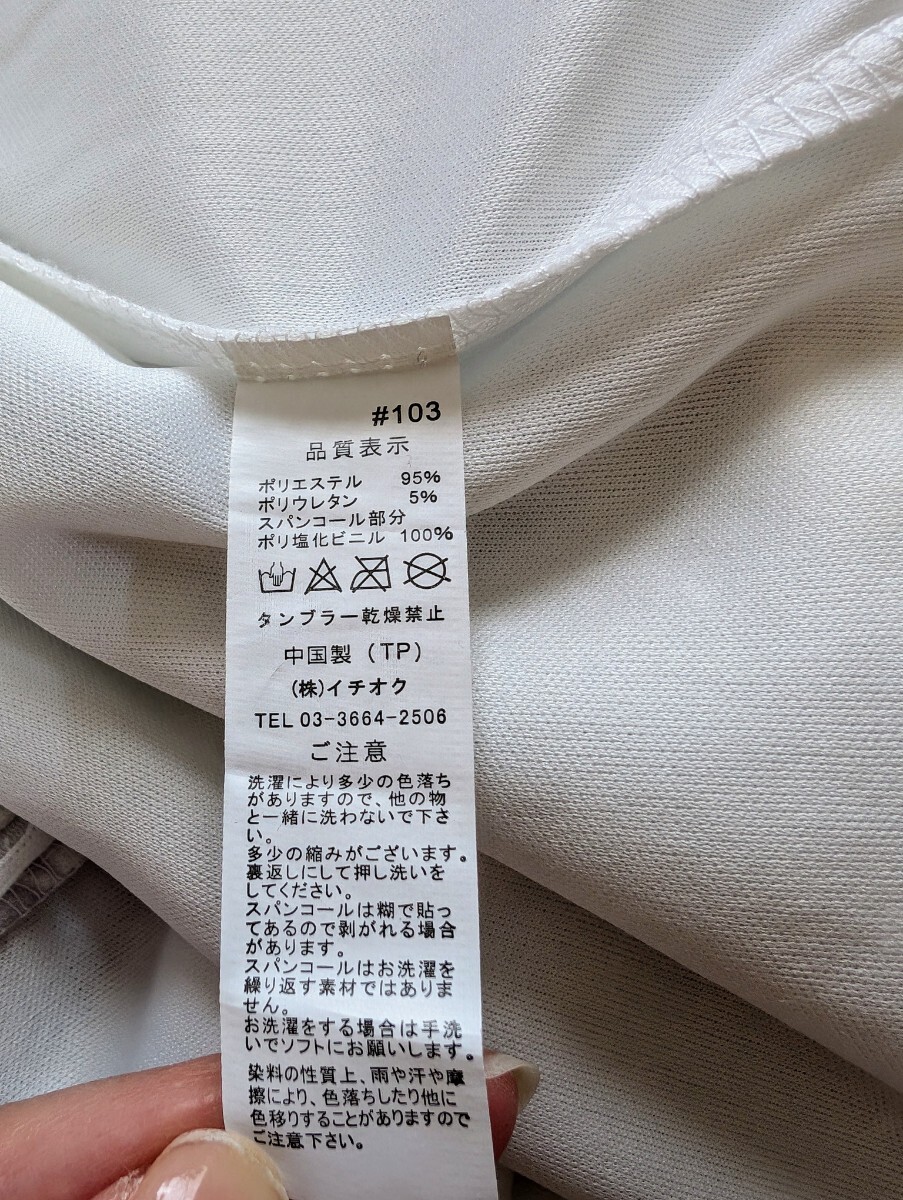 #103
品質表示
ポリエステル 95%
ポリウレタン 5%
スパンコール部分
ポリ塩化ビニル 100%
タンブラー乾燥禁止
中国製(TP)
(株)イチオク
TEL 03-3664-2506
ご注意
洗濯により多少の色落ち
がありますので、他の物
と一緒に洗わないで下さ
い。
多少の縮みがございます。
裏返しにして押し洗いを
してください。
スパンコールは糊で貼っ
てあるので剥がれる場合
があります。
スパンコールはお洗濯を
繰り返す素材ではありま
せん。
お洗濯をする場合は手洗
いでソフトにお願いします。
染料の性質上、雨や汗や摩
擦により、色落ちしたり他に
色移りすることがありますので
ご注意下さい。